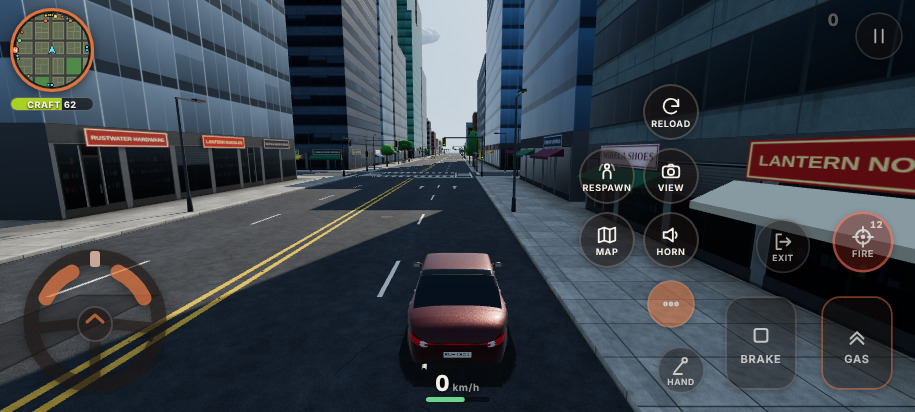 0
CRAFT 62
RELOAD
RUSTWATER HARDWARE
LANTERN NOODLES
SHOES
LANTERN NO
RESPAWN
VIEW
12
MAP
HORN
EXIT
FIRE
BRAKE
GAS
HAND
0 km/h